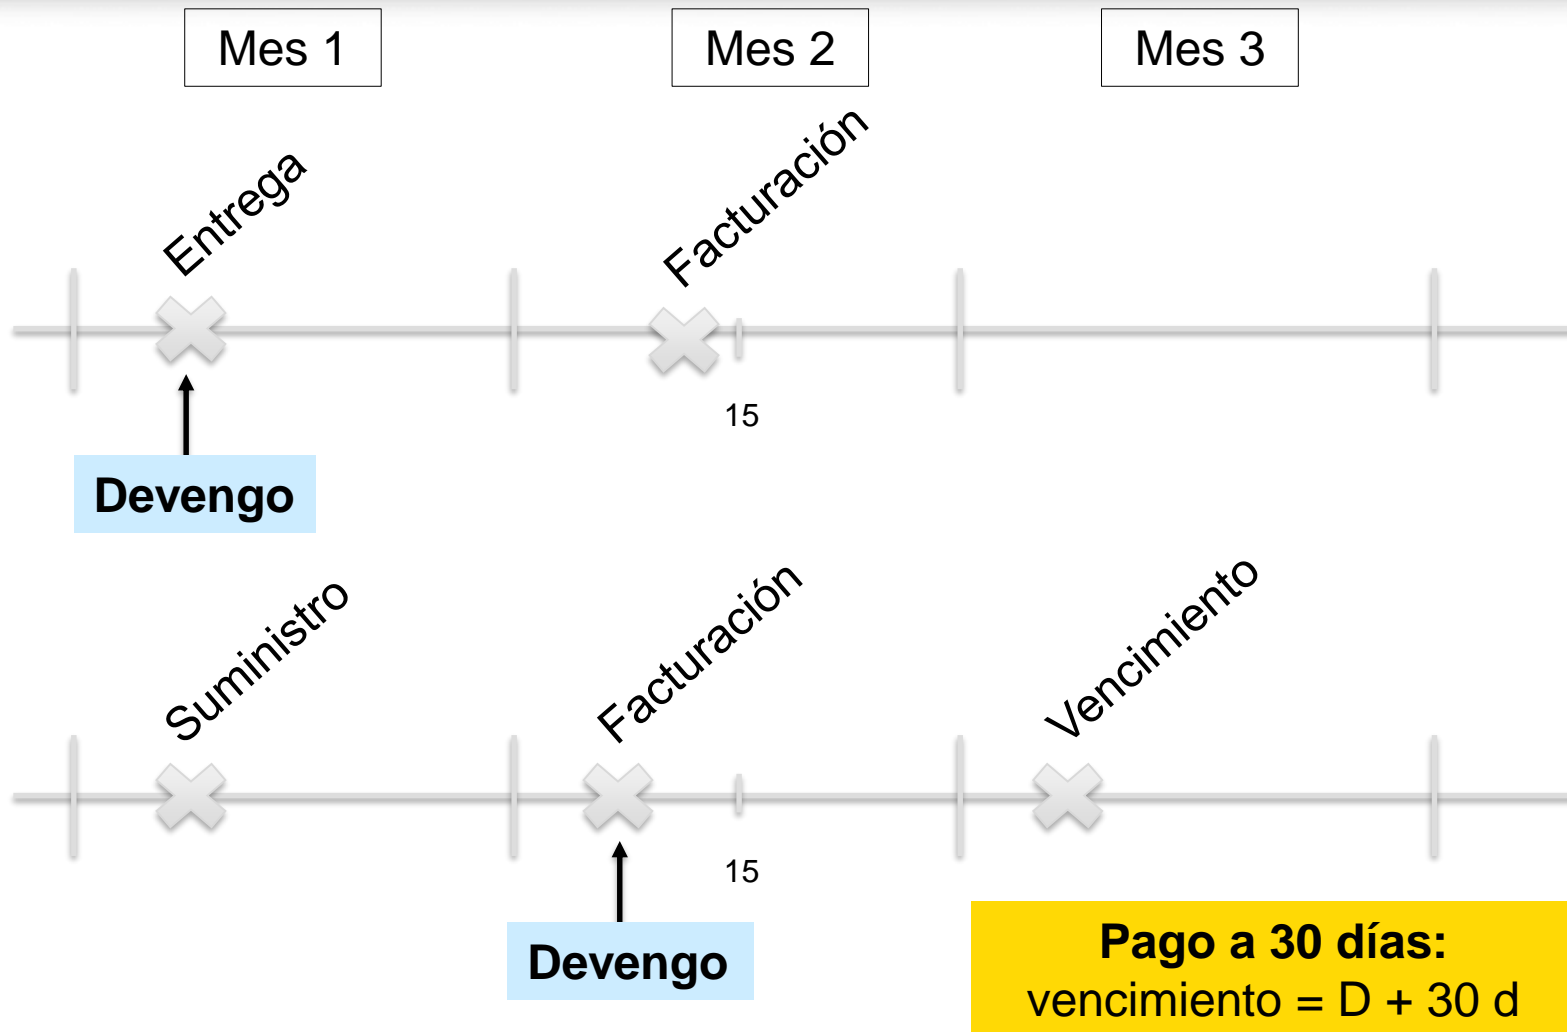 Mes 1
Mes 2
Mes 3
Entrega
Facturación
15
Devengo
Suministro
Facturación
Vencimiento
15
Devengo
Pago a 30 días:
vencimiento = D + 30 d